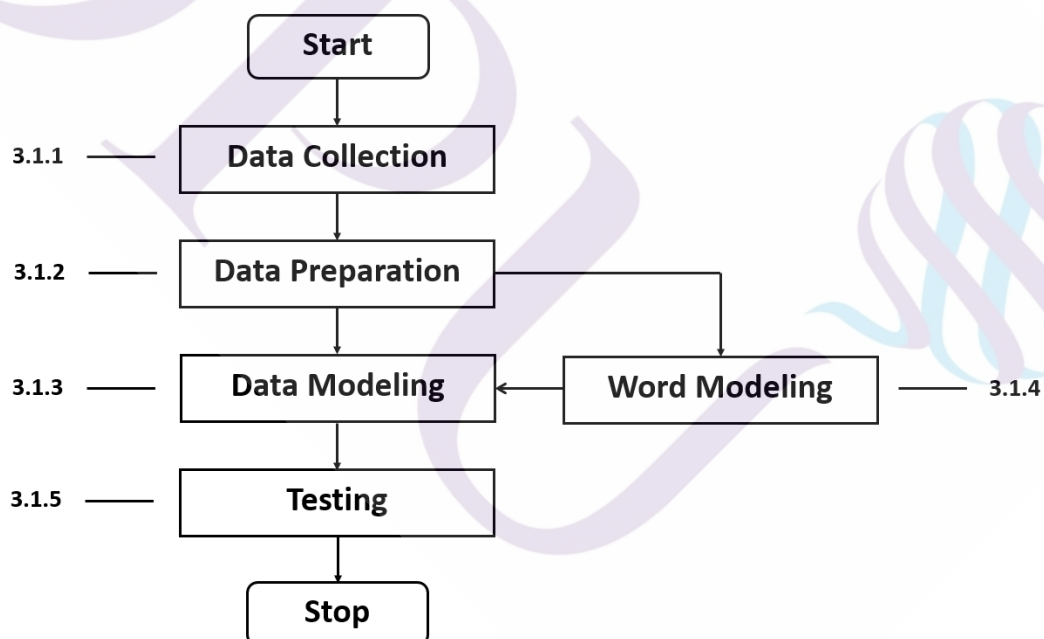 Start
3.1.1 Data Collection
3.1.2 Data Preparation
3.1.3 Data Modeling Word Modeling 3.1.4
3.1.5 Testing
Stop